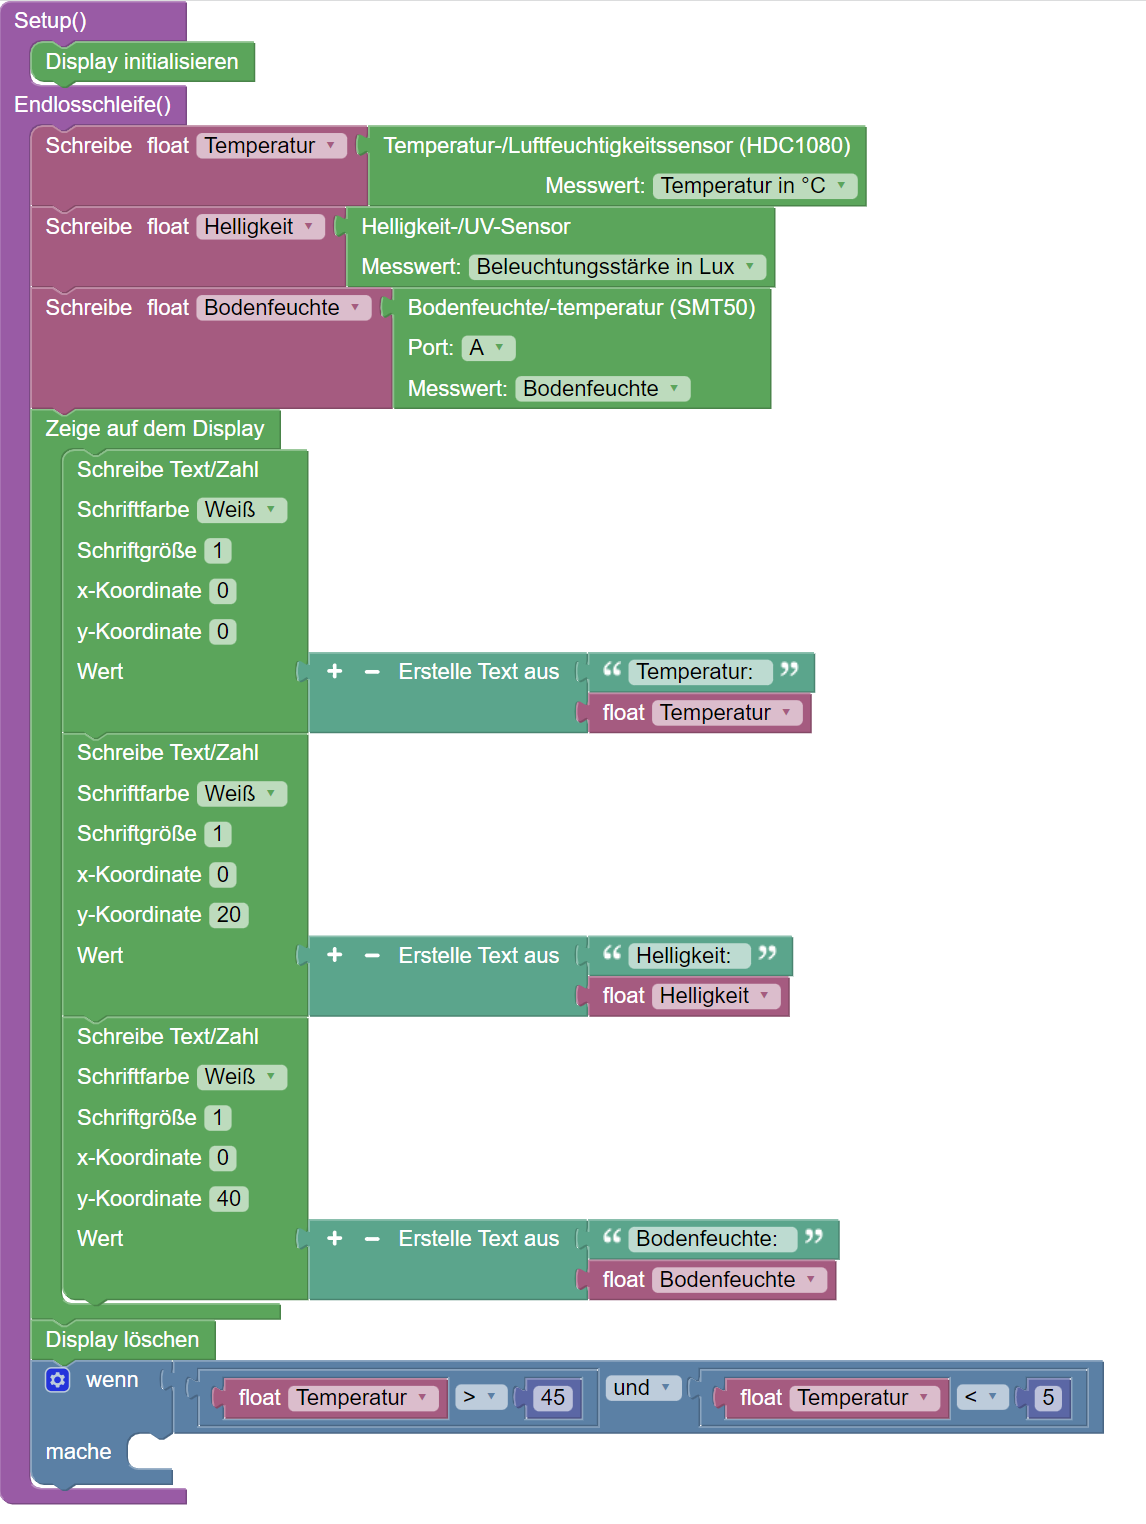 Setup()
Display initialisieren
Endlosschleife()
Schreibe float Temperatur Temperatur-/Luftfeuchtigkeitssensor (HDC1080)
Messwert: Temperatur in °C
Schreibe float Helligkeit Helligkeit-/UV-Sensor
Messwert: Beleuchtungsstärke in Lux
Schreibe float Bodenfeuchte Bodenfeuchte/-temperatur (SMT50)
Port: A
Messwert: Bodenfeuchte
Zeige auf dem Display
Schreibe Text/Zahl
Schriftfarbe Weiß
Schriftgröße 1
x-Koordinate 0
y-Koordinate 0
Wert + − Erstelle Text aus “ Temperatur: ”
float Temperatur
Schreibe Text/Zahl
Schriftfarbe Weiß
Schriftgröße 1
x-Koordinate 0
y-Koordinate 20
Wert + − Erstelle Text aus “ Helligkeit: ”
float Helligkeit
Schreibe Text/Zahl
Schriftfarbe Weiß
Schriftgröße 1
x-Koordinate 0
y-Koordinate 40
Wert + − Erstelle Text aus “ Bodenfeuchte: ”
float Bodenfeuchte
Display löschen
wenn float Temperatur > 45 und float Temperatur < 5
mache